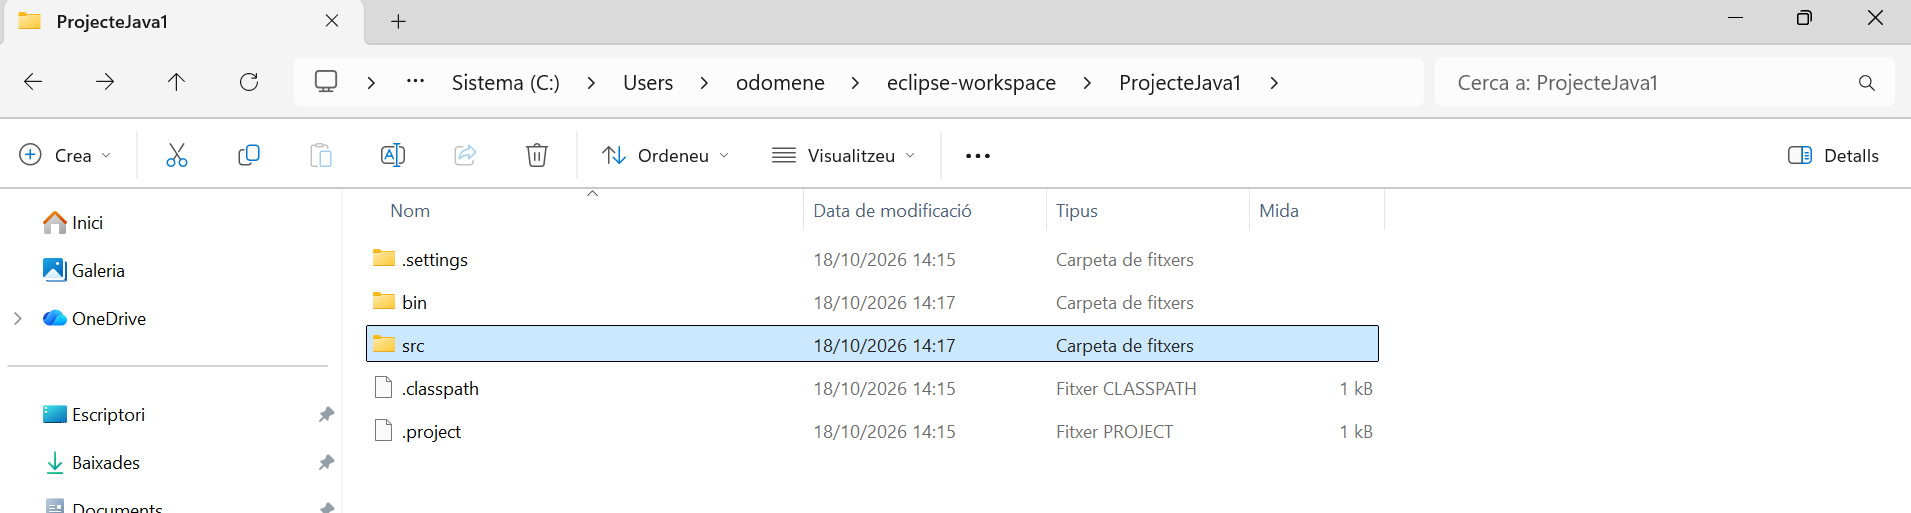 ProjecteJava1
Sistema (C:) Users odomene eclipse-workspace ProjecteJava1
Cerca a: ProjecteJava1
Crea Ordeneu Visualitzeu Detalls
Inici
Galeria
OneDrive
Escriptori
Baixades
Documents
Nom Data de modificació Tipus Mida
.settings 18/10/2026 14:15 Carpeta de fitxers
bin 18/10/2026 14:17 Carpeta de fitxers
src 18/10/2026 14:17 Carpeta de fitxers
.classpath 18/10/2026 14:15 Fitxer CLASSPATH 1 kB
.project 18/10/2026 14:15 Fitxer PROJECT 1 kB